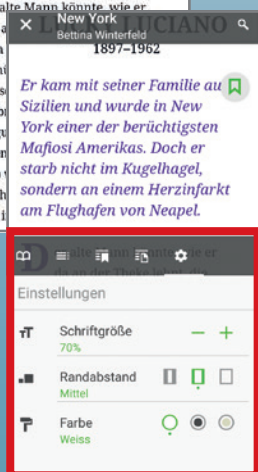 alte Mann könnte, wie er
New York
Bettina Winterfeld
LUCKY LUCIANO
1897–1962
Er kam mit seiner Familie au
Sizilien und wurde in New
York einer der berüchtigsten
Mafiosi Amerikas. Doch er
starb nicht im Kugelhagel,
sondern an einem Herzinfarkt
am Flughafen von Neapel.
Einstellungen
Schriftgröße
70%
Randabstand
Mittel
Farbe
Weiss